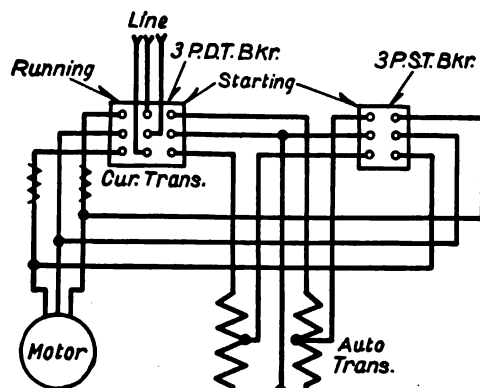 Line
Running
3 P.D.T. Bkr.
Starting
3 P.S.T. Bkr.
Cur. Trans.
Motor
Auto
Trans.